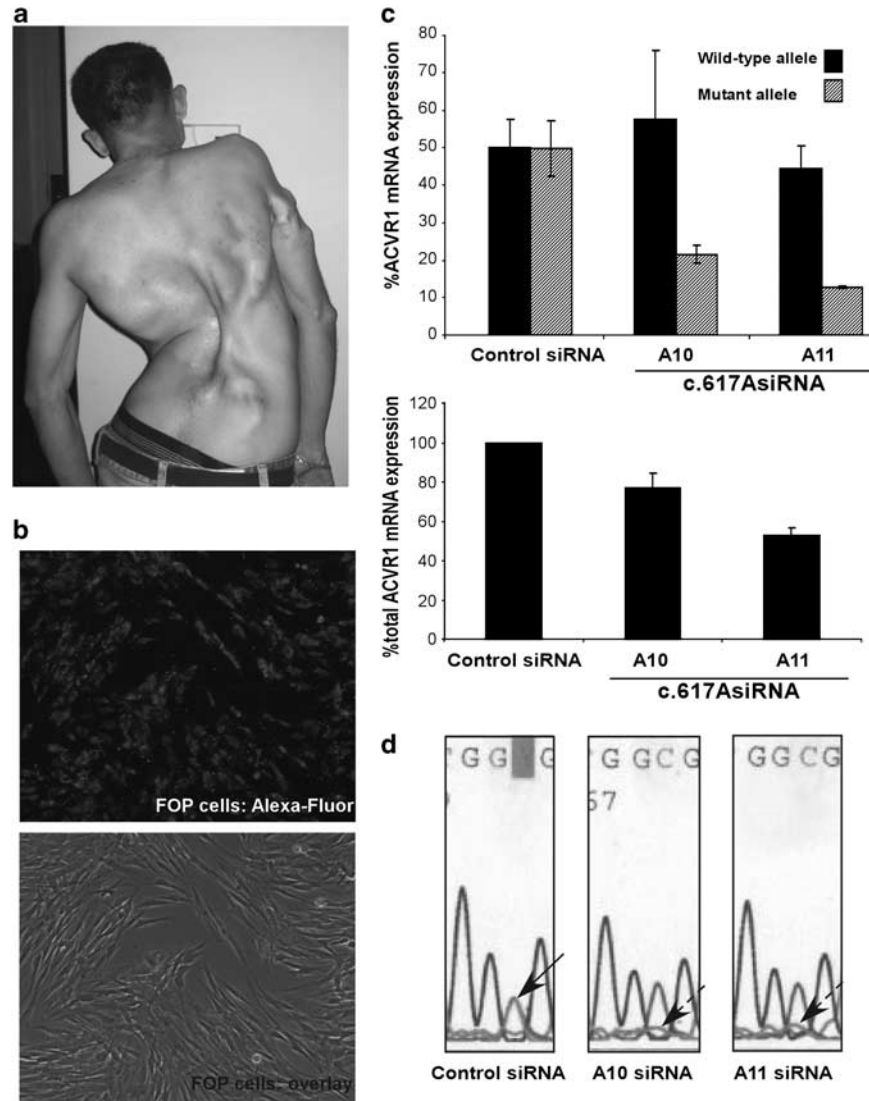 a
b
FOP cells: Alexa-Fluor
FOP cells: overlay
c
80
70
60
50
40
30
20
10
0
%ACVR1 mRNA expression
Wild-type allele
Mutant allele
Control siRNA
A10
A11
c.617AsiRNA
120
100
80
60
40
20
0
%total ACVR1 mRNA expression
Control siRNA
A10
A11
c.617AsiRNA
d
G G
G G C G
67
G G C G
Control siRNA
A10 siRNA
A11 siRNA